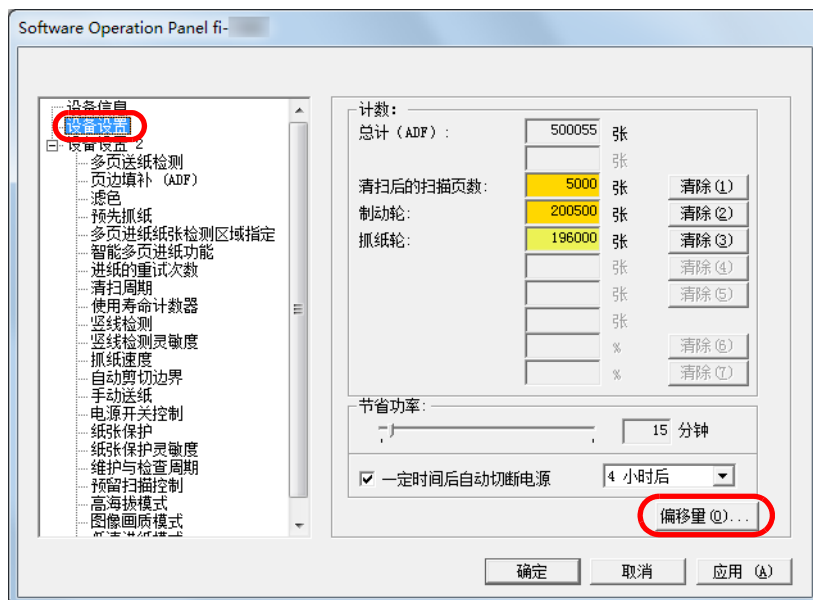 Software Operation Panel fi-
设备信息
设备设置
设备设置 2
多页送纸检测
页边填补 (ADF)
滤色
预先抓纸
多页进纸纸张检测区域指定
智能多页进纸功能
进纸的重试次数
清扫周期
使用寿命计数器
竖线检测
竖线检测灵敏度
抓纸速度
自动剪切边界
手动送纸
电源开关控制
纸张保护
纸张保护灵敏度
维护与检查周期
预留扫描控制
高海拔模式
图像画质模式
低速进纸模式
计数:
总计 (ADF) : 500055 张
张
清扫后的扫描页数: 5000 张 清除(1)
制动轮: 200500 张 清除(2)
抓纸轮: 196000 张 清除(3)
张 清除(4)
张 清除(5)
张
% 清除(6)
% 清除(7)
节省功率:
15 分钟
一定时间后自动切断电源 4 小时后
偏移量(O)...
确定 取消 应用 (A)